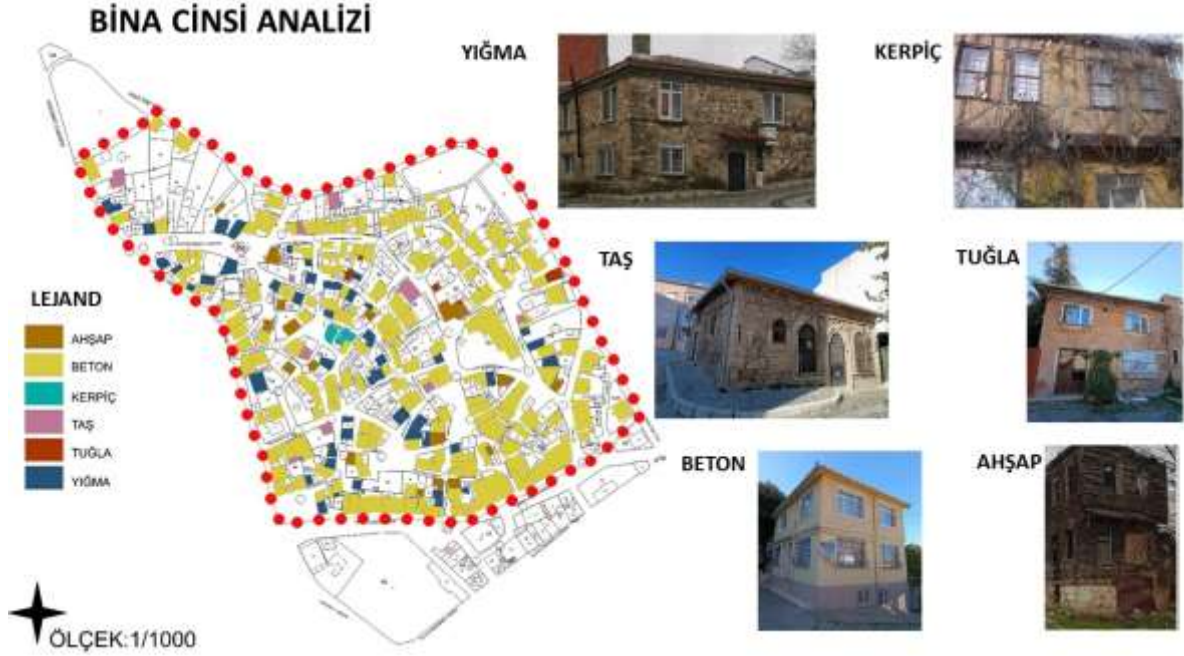 BİNA CİNSİ ANALİZİ
YIĞMA
KERPİÇ
TAŞ
TUĞLA
LEJAND
AHŞAP
BETON
KERPİÇ
TAŞ
TUĞLA
YIĞMA
BETON
AHŞAP
ÖLÇEK:1/1000